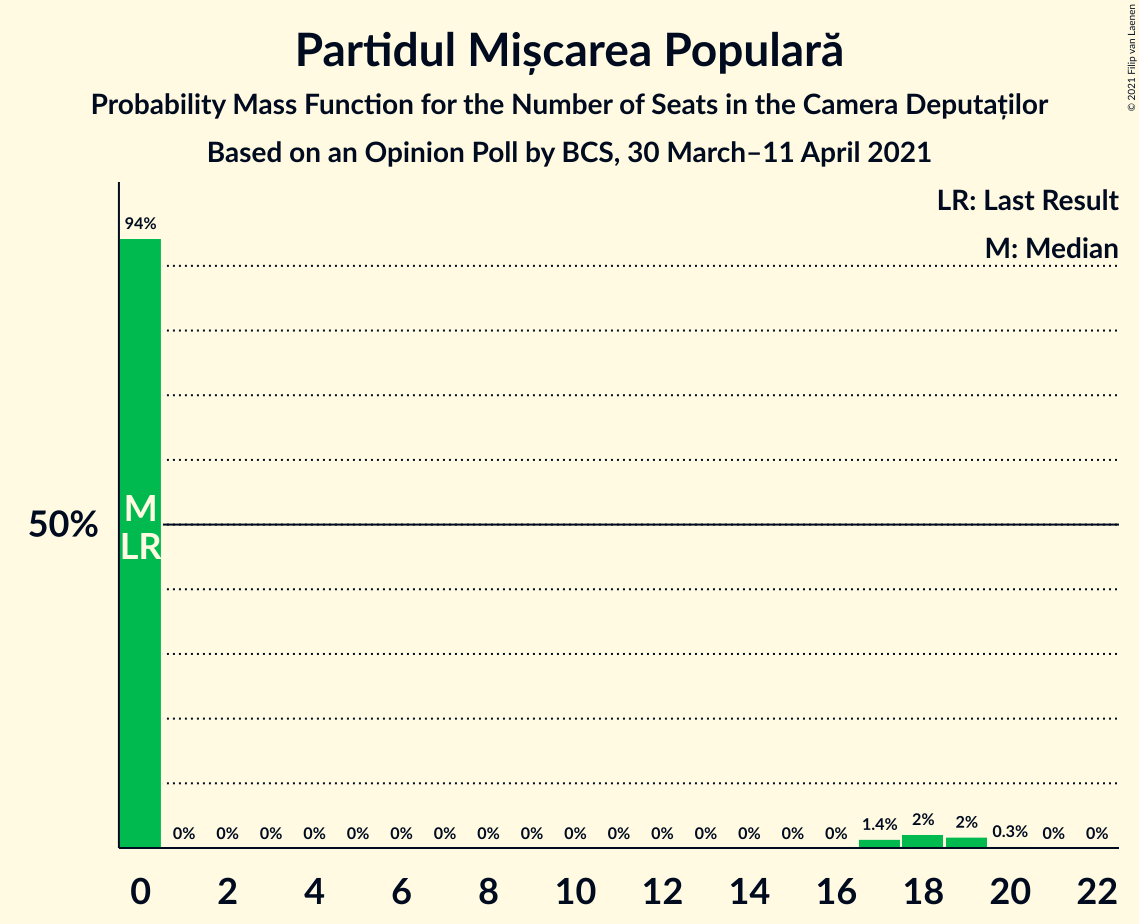 Partidul Mișcarea Populară
Probability Mass Function for the Number of Seats in the Camera Deputaților
Based on an Opinion Poll by BCS, 30 March–11 April 2021
© 2021 Filip van Laenen
LR: Last Result
M: Median
94%
50%
M
LR
0% 0% 0% 0% 0% 0% 0% 0% 0% 0% 0% 0% 0% 0% 0% 0% 1.4% 2% 2% 0.3% 0% 0%
0 2 4 6 8 10 12 14 16 18 20 22